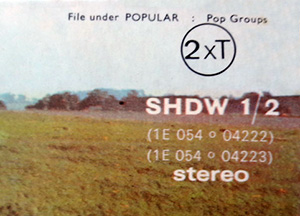 File under POPULAR : Pop Groups
2xT
SHDW 1/2
(1E 054 o 04222)
(1E 054 o 04223)
stereo